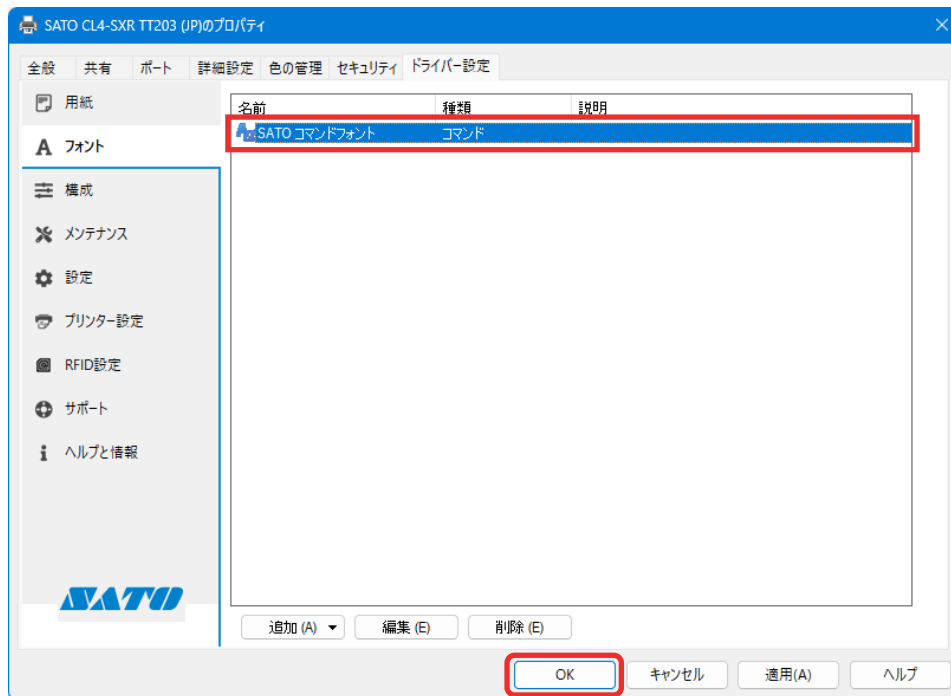 SATO CL4-SXR TT203 (JP)のプロパティ
全般 共有 ポート 詳細設定 色の管理 セキュリティ ドライバー設定
用紙
フォント
構成
メンテナンス
設定
プリンター設定
RFID設定
サポート
ヘルプと情報
SATO
名前 種類 説明
SATO コマンドフォント コマンド
追加 (A) 編集 (E) 削除 (E)
OK キャンセル 適用(A) ヘルプ